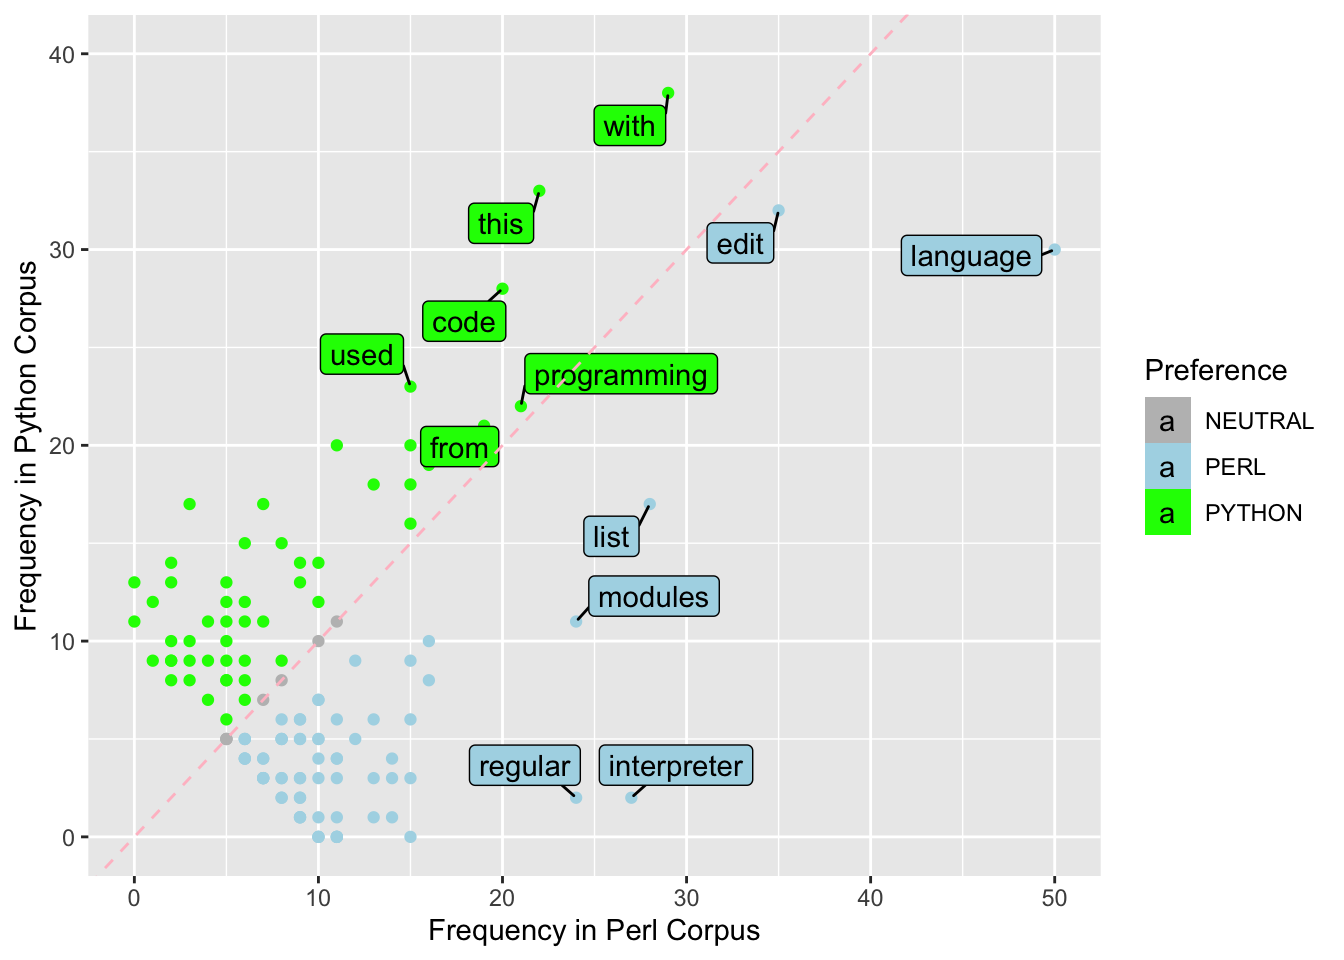 40
30
20
10
0
0
10
20
30
40
50
Frequency in Python Corpus
Frequency in Perl Corpus
with
this
edit
language
code
used
programming
from
list
modules
regular
interpreter
Preference
a NEUTRAL
a PERL
a PYTHON